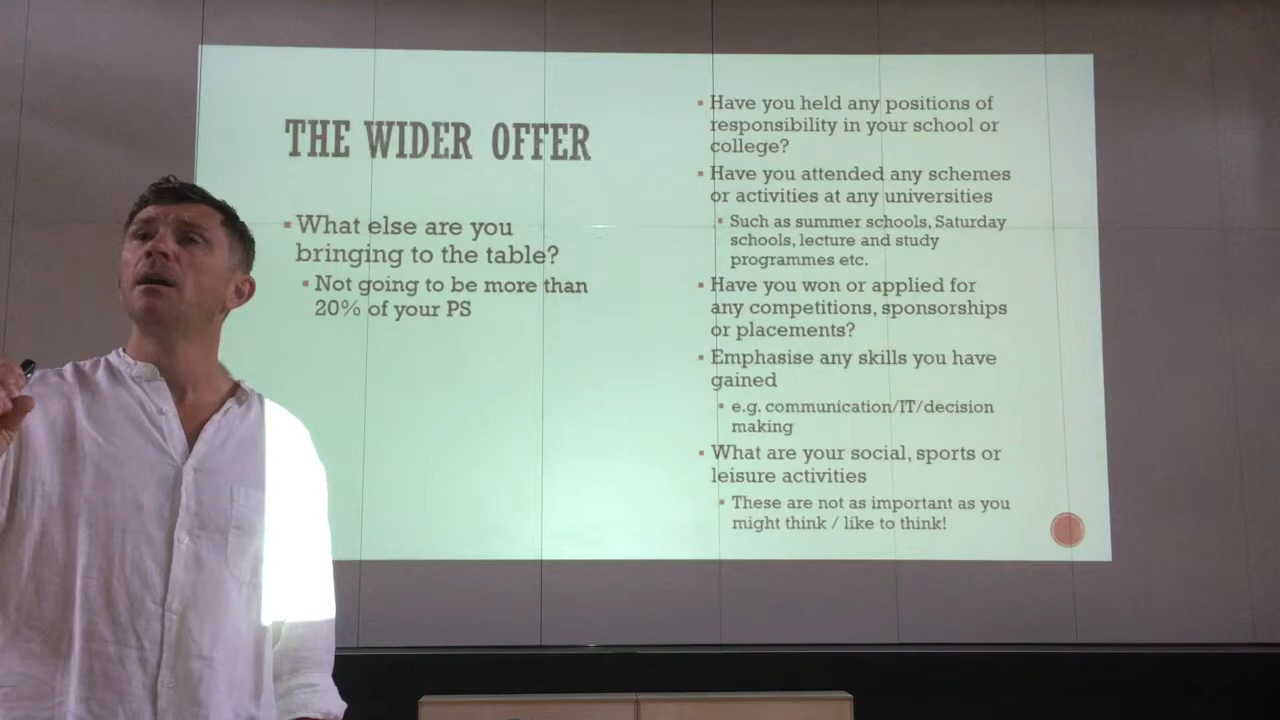 THE WIDER OFFER
▪ What else are you
bringing to the table?
▪ Not going to be more than
20% of your PS
▪ Have you held any positions of
responsibility in your school or
college?
▪ Have you attended any schemes
or activities at any universities
▪ Such as summer schools, Saturday
schools, lecture and study
programmes etc.
▪ Have you won or applied for
any competitions, sponsorships
or placements?
▪ Emphasise any skills you have
gained
▪ e.g. communication/IT/decision
making
▪ What are your social, sports or
leisure activities
▪ These are not as important as you
might think / like to think!